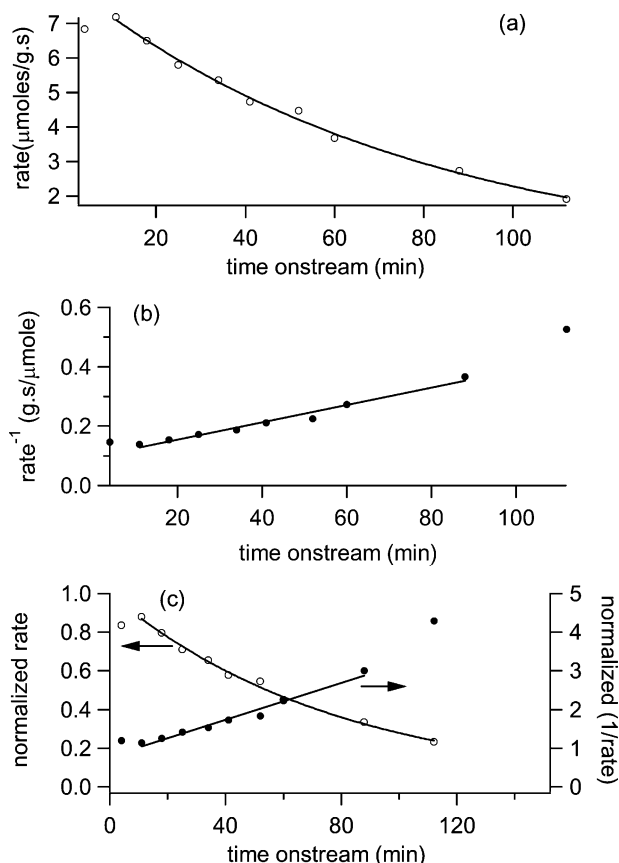 (a)
7
6
5
4
3
2
rate(μmoles/g.s)
20 40 60 80 100
time onstream (min)
(b)
0.6
0.4
0.2
0.0
rate⁻¹ (g.s/μmole)
20 40 60 80 100
time onstream (min)
(c)
1.0
0.8
0.6
0.4
0.2
0.0
normalized rate
5
4
3
2
1
0
normalized (1/rate)
0 40 80 120
time onstream (min)